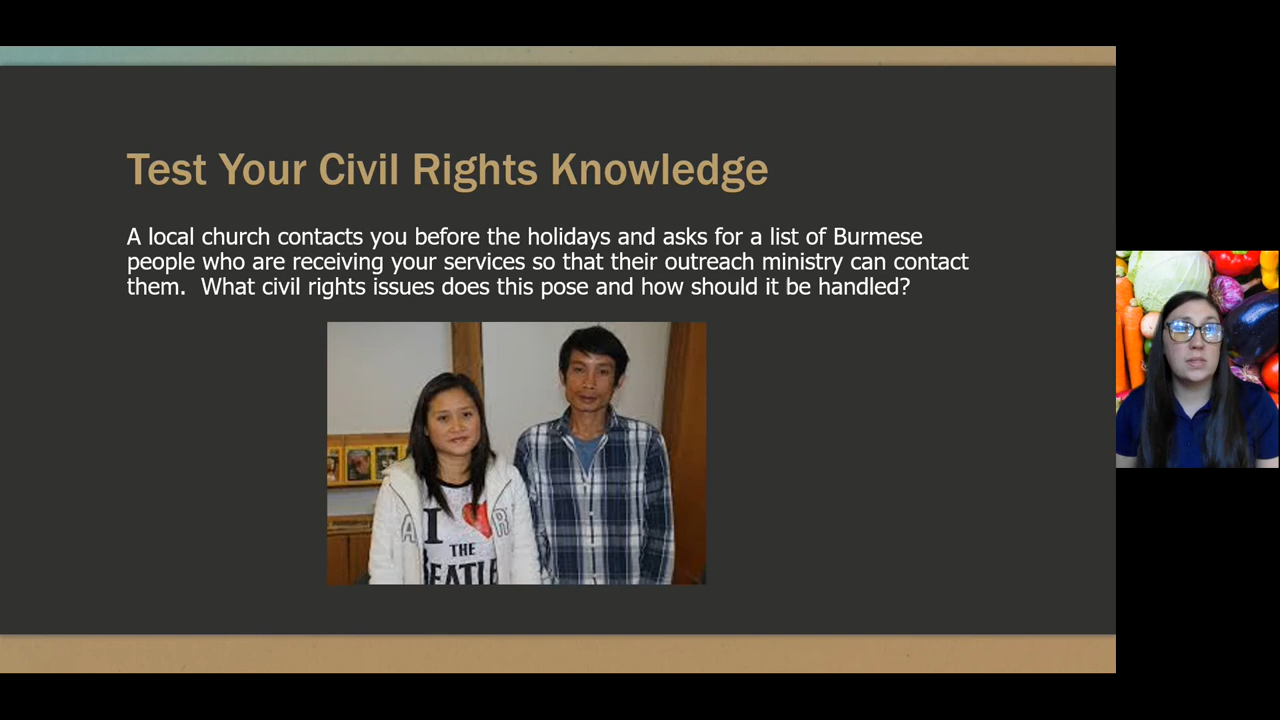 Test Your Civil Rights Knowledge
A local church contacts you before the holidays and asks for a list of Burmese
people who are receiving your services so that their outreach ministry can contact
them.  What civil rights issues does this pose and how should it be handled?
A R
I
THE
BEATLE